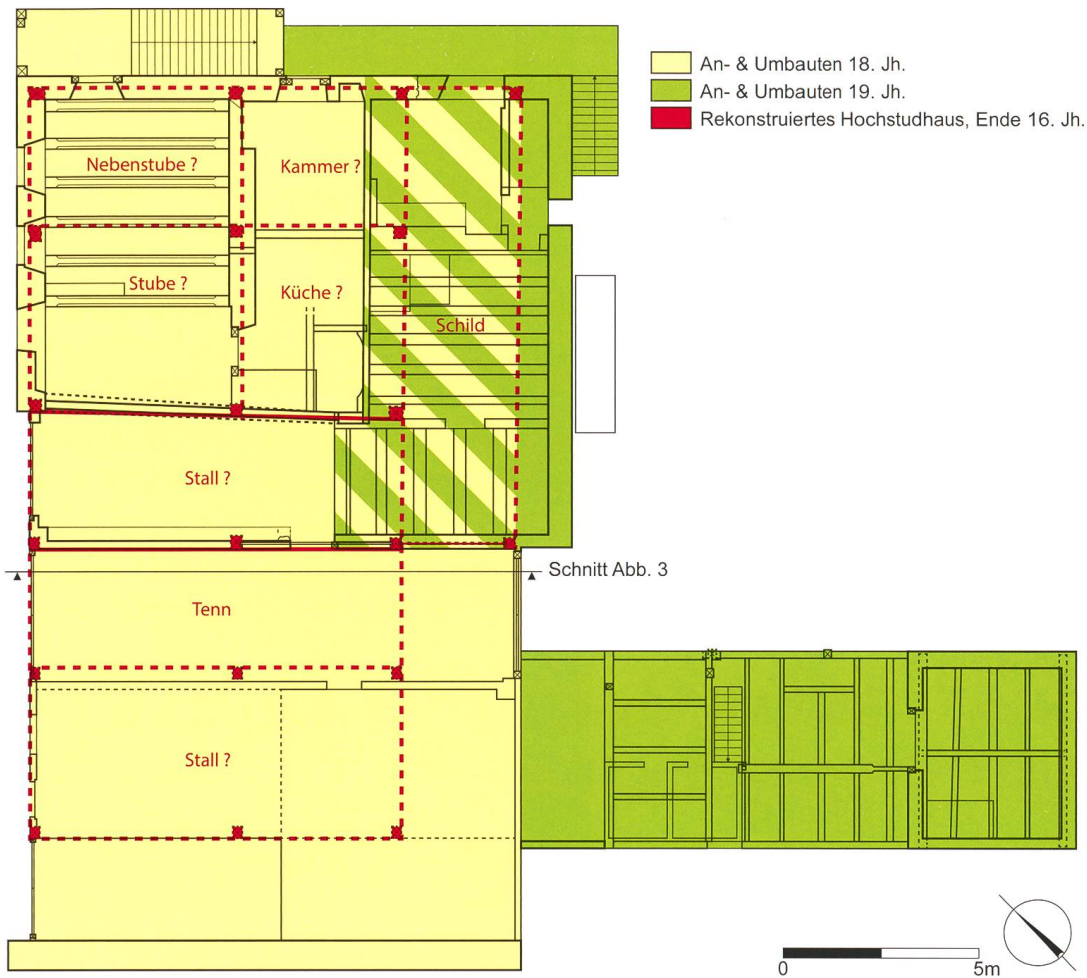 An- & Umbauten 18. Jh.
An- & Umbauten 19. Jh.
Rekonstruiertes Hochstudhaus, Ende 16. Jh.
Nebenstube ?
Kammer ?
Stube ?
Küche ?
Schild
Stall ?
Schnitt Abb. 3
Tenn
Stall ?
0
5m